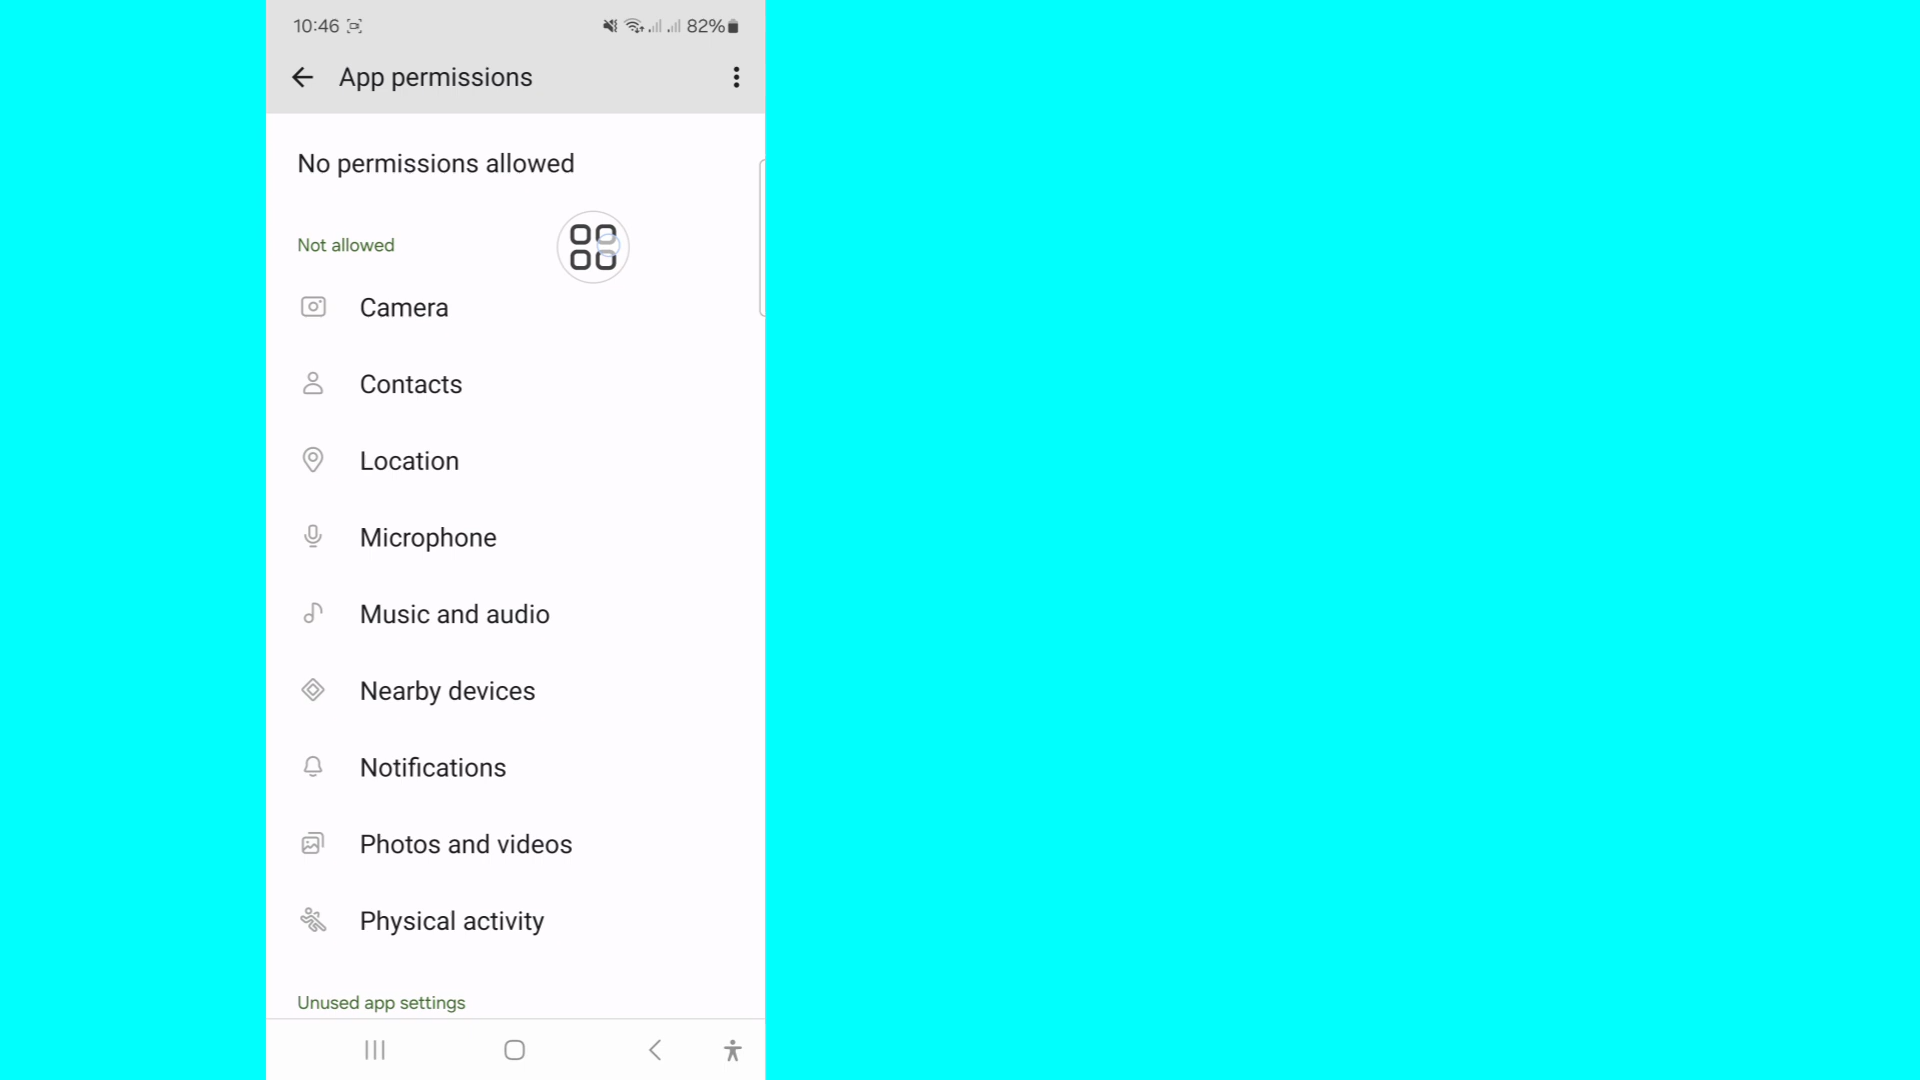 10:46 82%
App permissions
No permissions allowed
Not allowed
Camera
Contacts
Location
Microphone
Music and audio
Nearby devices
Notifications
Photos and videos
Physical activity
Unused app settings